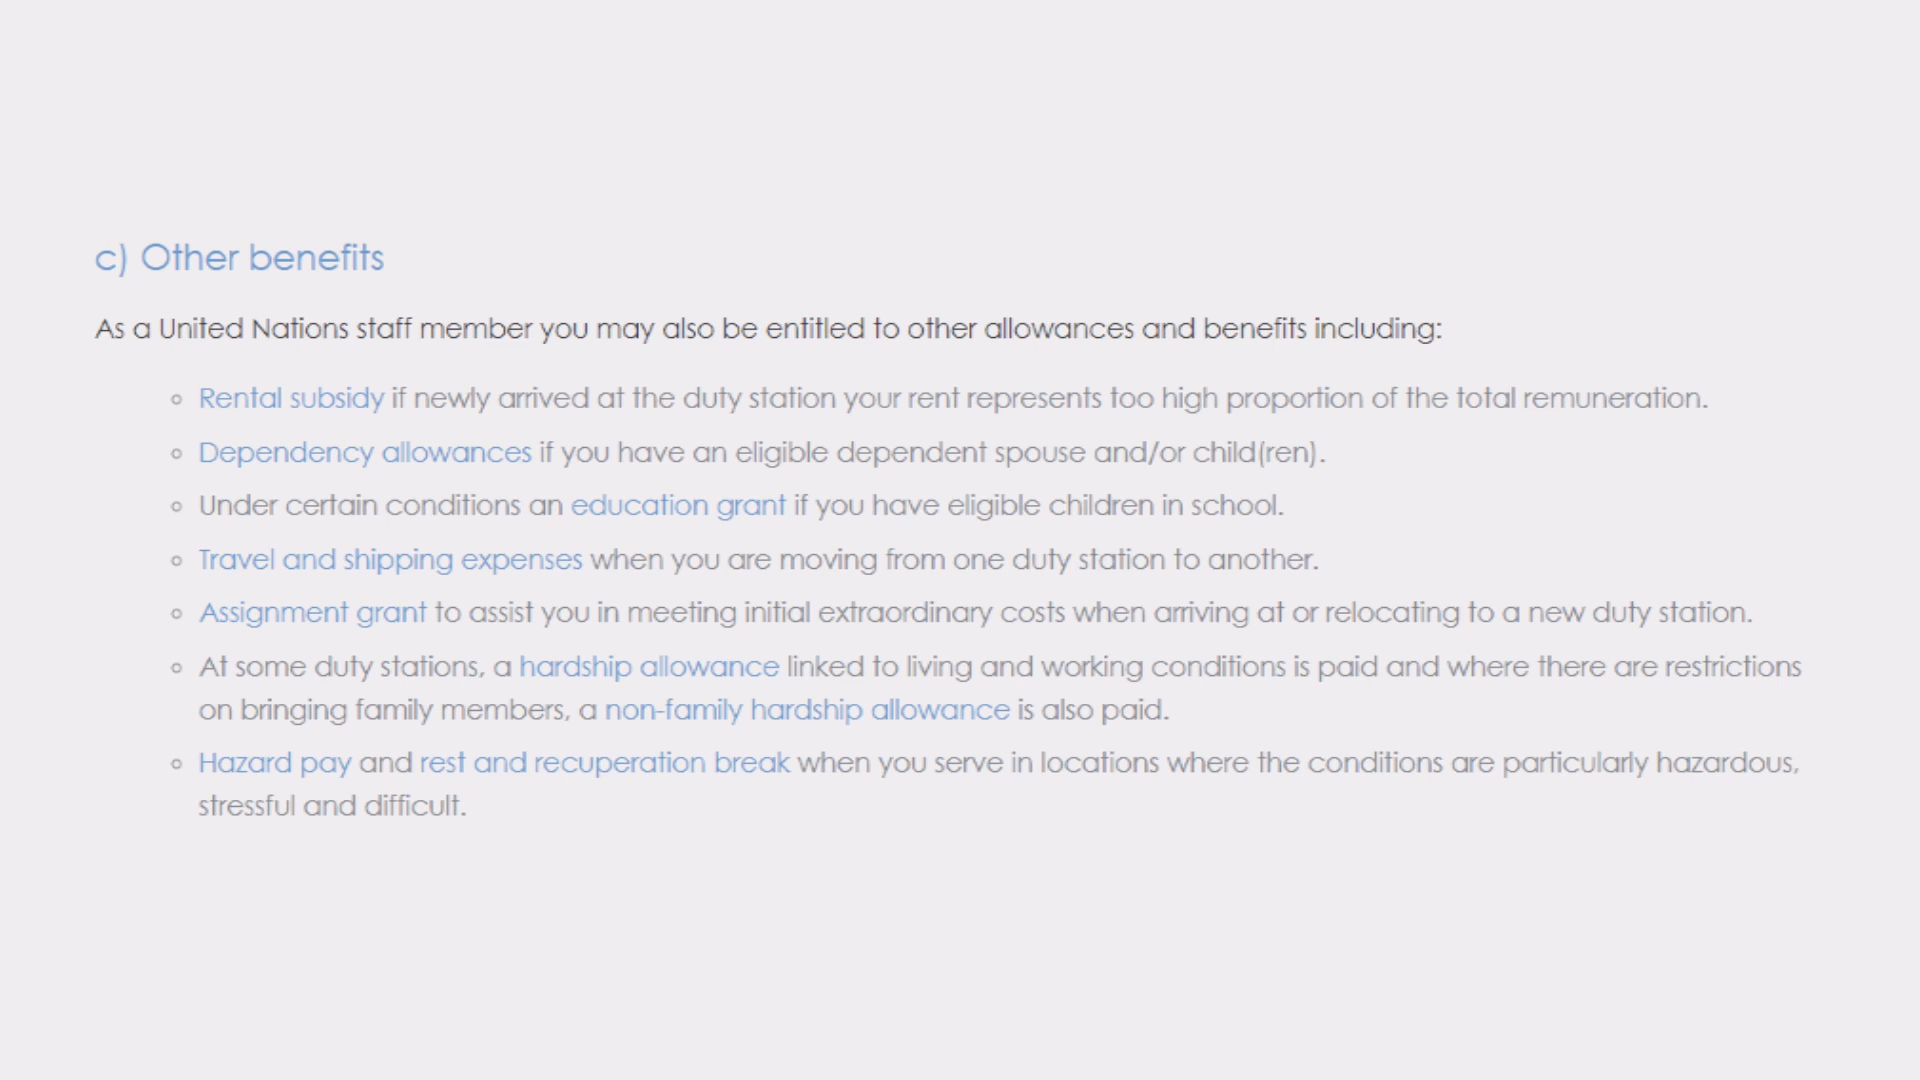 c) Other benefits
As a United Nations staff member you may also be entitled to other allowances and benefits including:
Rental subsidy if newly arrived at the duty station your rent represents too high proportion of the total remuneration.
Dependency allowances if you have an eligible dependent spouse and/or child(ren).
Under certain conditions an education grant if you have eligible children in school.
Travel and shipping expenses when you are moving from one duty station to another.
Assignment grant to assist you in meeting initial extraordinary costs when arriving at or relocating to a new duty station.
At some duty stations, a hardship allowance linked to living and working conditions is paid and where there are restrictions
on bringing family members, a non-family hardship allowance is also paid.
Hazard pay and rest and recuperation break when you serve in locations where the conditions are particularly hazardous,
stressful and difficult.